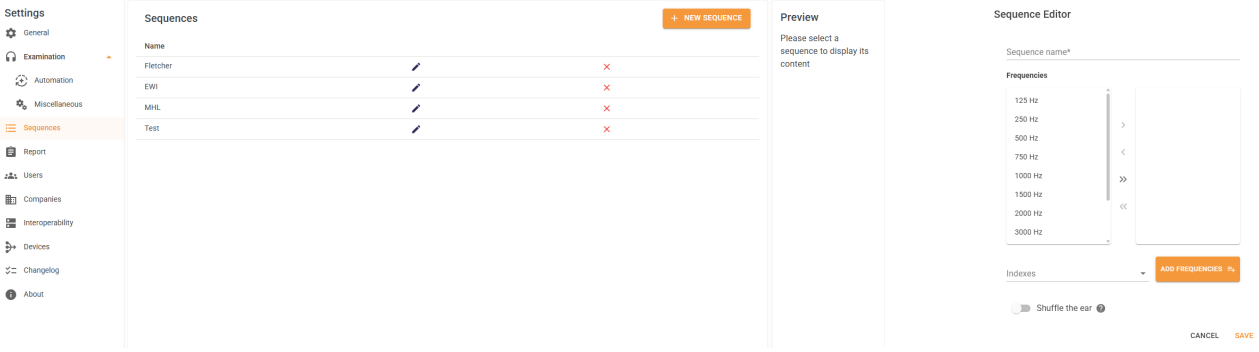 Settings
General
Examination
Automation
Miscellaneous
Sequences
Report
Users
Companies
Interoperability
Devices
Changelog
About
Sequences
+ NEW SEQUENCE
Name
Fletcher
EWI
MHL
Test
Preview
Please select a
sequence to display its
content
Sequence Editor
Sequence name*
Frequencies
125 Hz
250 Hz
500 Hz
750 Hz
1000 Hz
1500 Hz
2000 Hz
3000 Hz
Indexes
ADD FREQUENCIES
Shuffle the ear
CANCEL SAVE